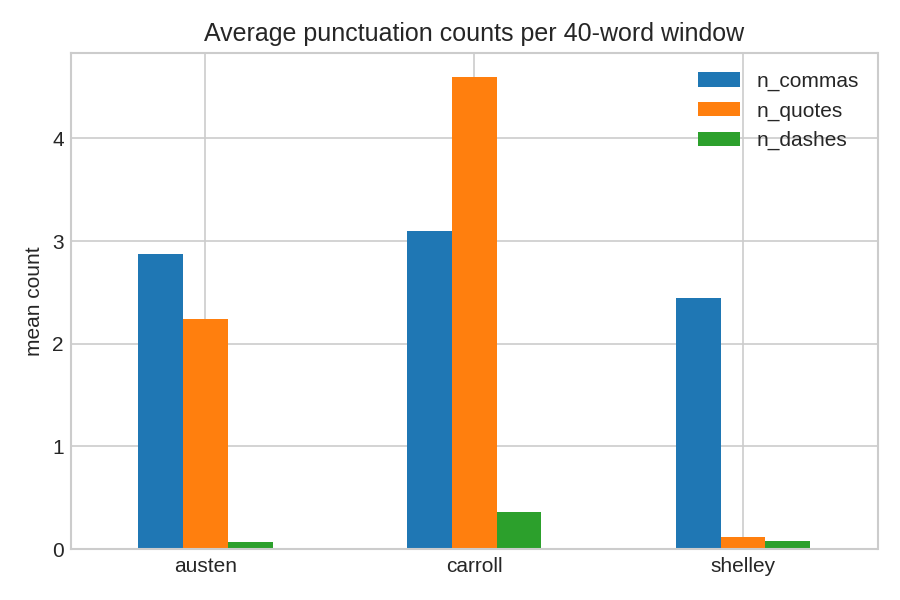 Average punctuation counts per 40-word window
n_commas
n_quotes
n_dashes
mean count
4
3
2
1
0
austen
carroll
shelley